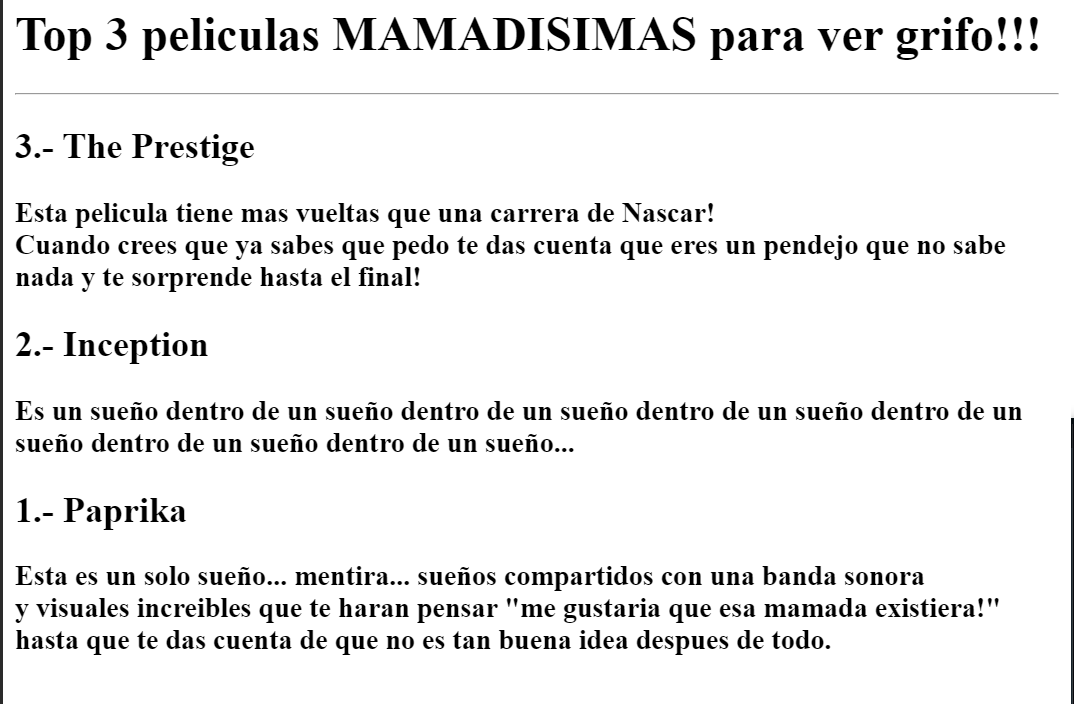 Top 3 peliculas MAMADISIMAS para ver grifo!!!
3.- The Prestige
Esta pelicula tiene mas vueltas que una carrera de Nascar!
Cuando crees que ya sabes que pedo te das cuenta que eres un pendejo que no sabe
nada y te sorprende hasta el final!
2.- Inception
Es un sueño dentro de un sueño dentro de un sueño dentro de un sueño dentro de un
sueño dentro de un sueño dentro de un sueño...
1.- Paprika
Esta es un solo sueño... mentira... sueños compartidos con una banda sonora
y visuales increibles que te haran pensar "me gustaria que esa mamada existiera!"
hasta que te das cuenta de que no es tan buena idea despues de todo.